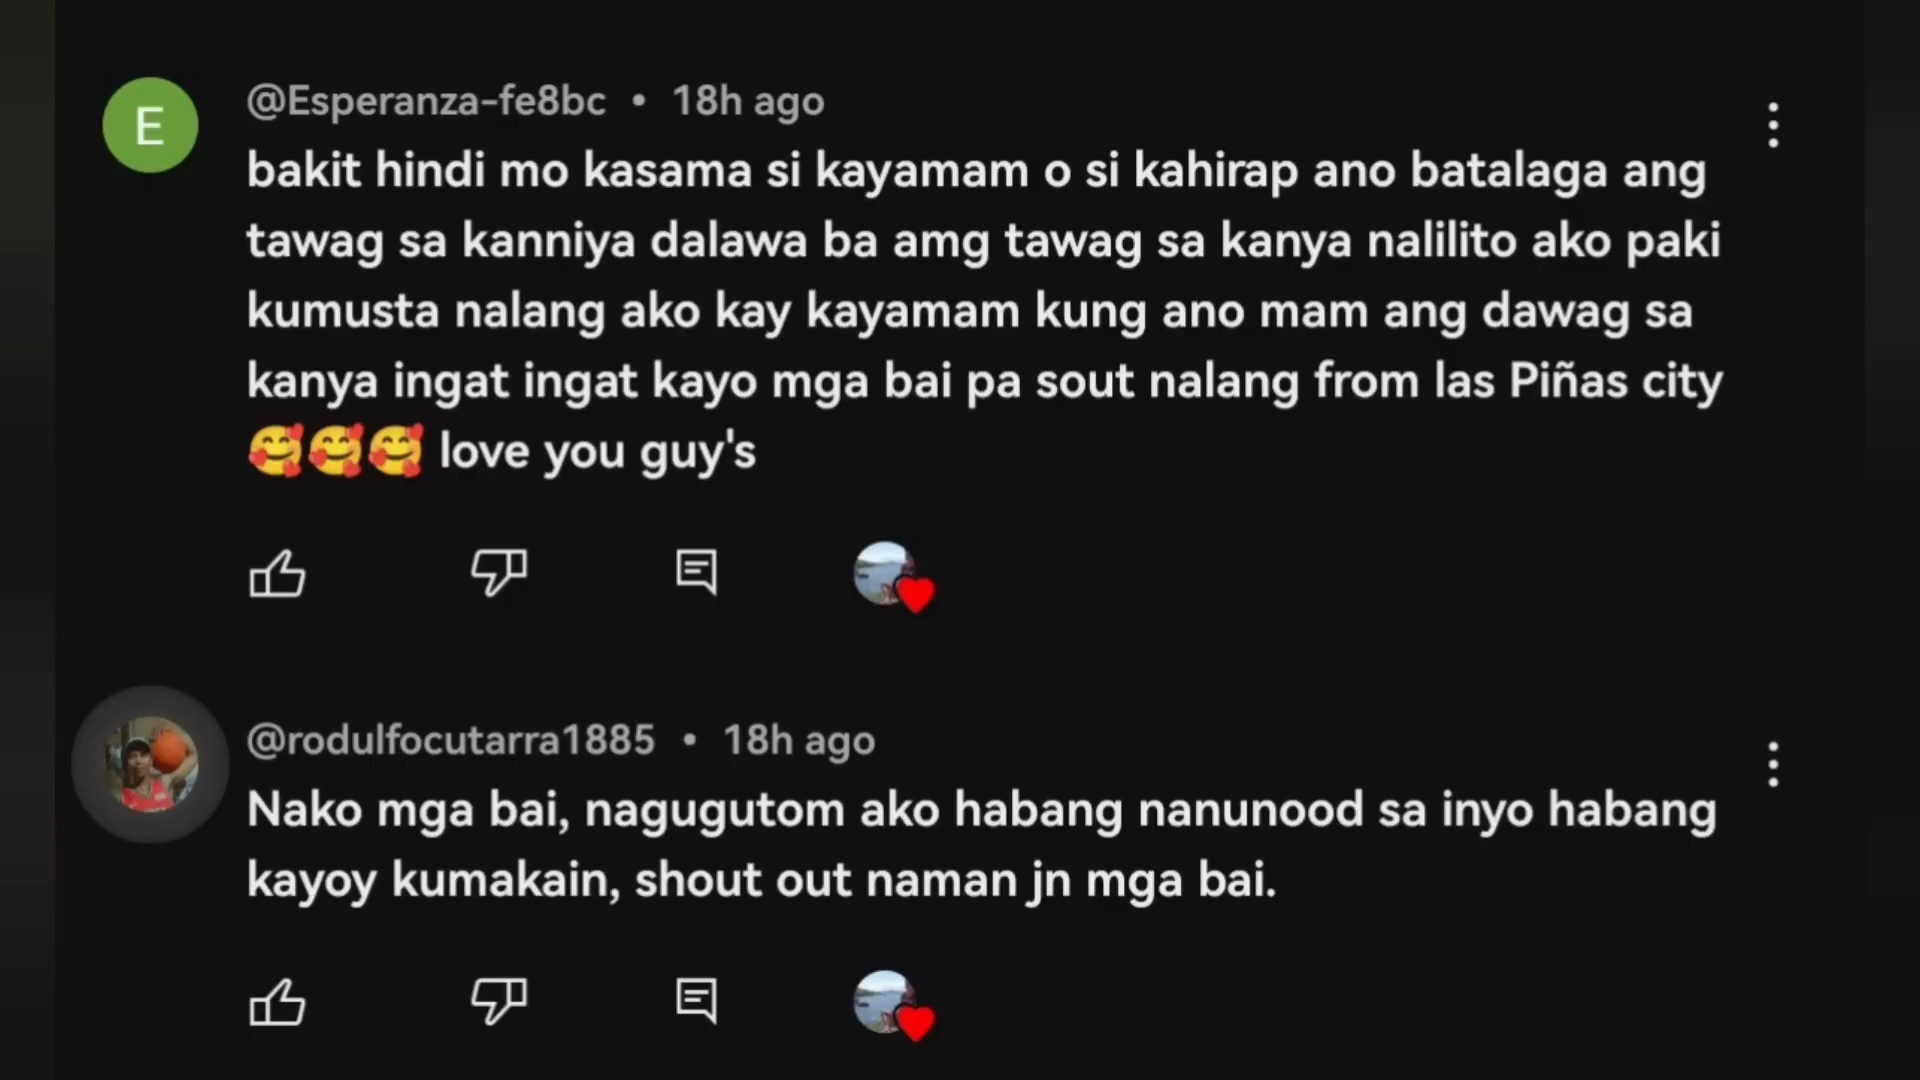 E
@Esperanza-fe8bc • 18h ago
bakit hindi mo kasama si kayamam o si kahirap ano batalaga ang
tawag sa kanniya dalawa ba amg tawag sa kanya nalilito ako paki
kumusta nalang ako kay kayamam kung ano mam ang dawag sa
kanya ingat ingat kayo mga bai pa sout nalang from las Piñas city
🥰🥰🥰 love you guy's
@rodulfocutarra1885 • 18h ago
Nako mga bai, nagugutom ako habang nanunood sa inyo habang
kayoy kumakain, shout out naman jn mga bai.